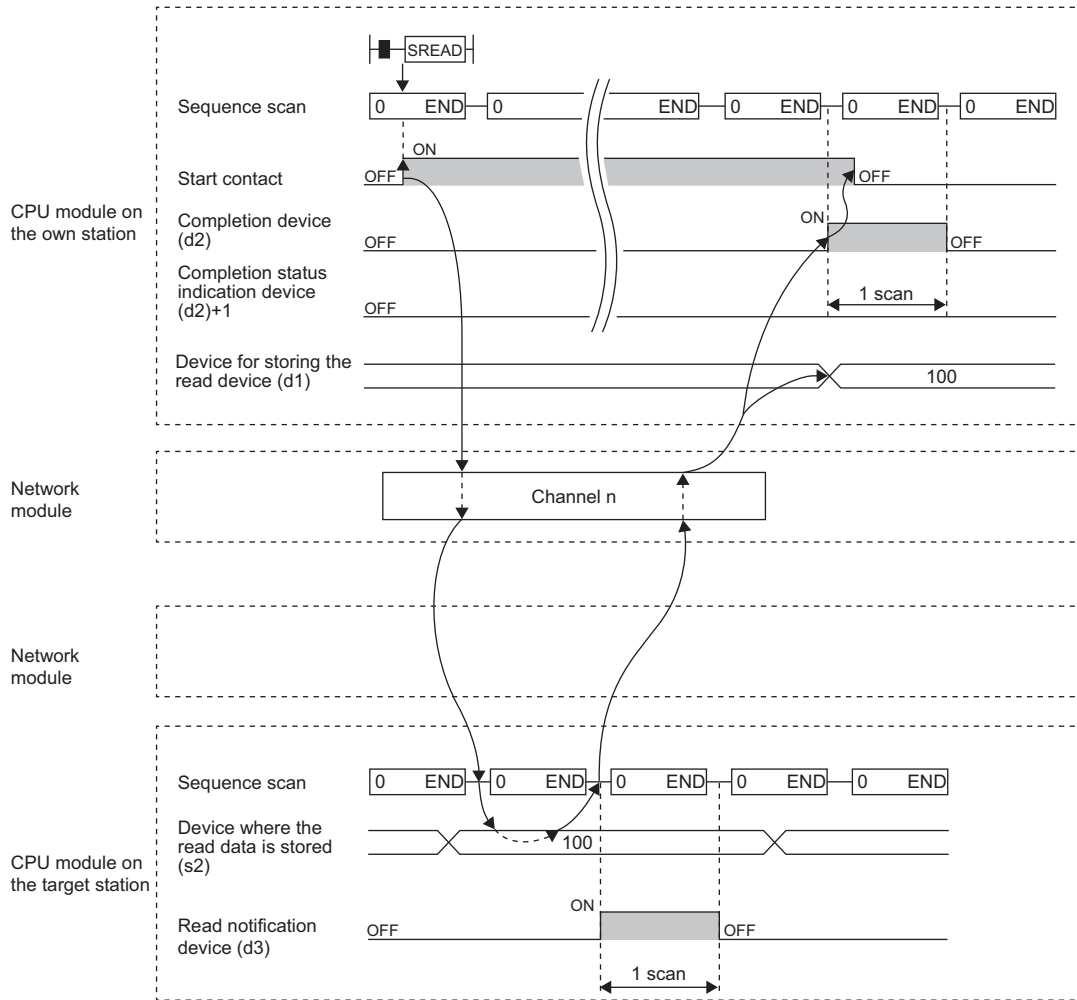 SREAD
Sequence scan
0 END 0 END 0 END 0 END 0 END
ON
Start contact
OFF
OFF
CPU module on
the own station
Completion device
(d2)
ON
OFF
OFF
Completion status
indication device
(d2)+1
OFF
1 scan
Device for storing the
read device (d1)
100
Network
module
Channel n
Network
module
Sequence scan
0 END 0 END 0 END 0 END 0 END
Device where the
read data is stored
(s2)
100
CPU module on
the target station
Read notification
device (d3)
ON
OFF
OFF
1 scan